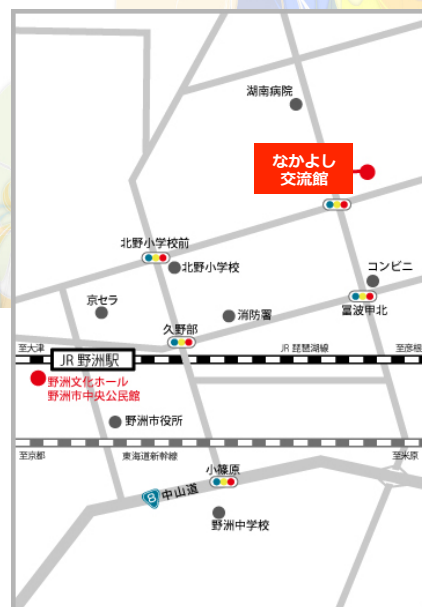 湖南病院
なかよし
交流館
北野小学校前
北野小学校
コンビニ
京セラ
消防署
冨波甲北
久野部
至大津
JR 野洲駅
JR 琵琶湖線
至彦根
野洲文化ホール
野洲市中央公民館
野洲市役所
至京都
東海道新幹線
至米原
小篠原
8
中山道
野洲中学校